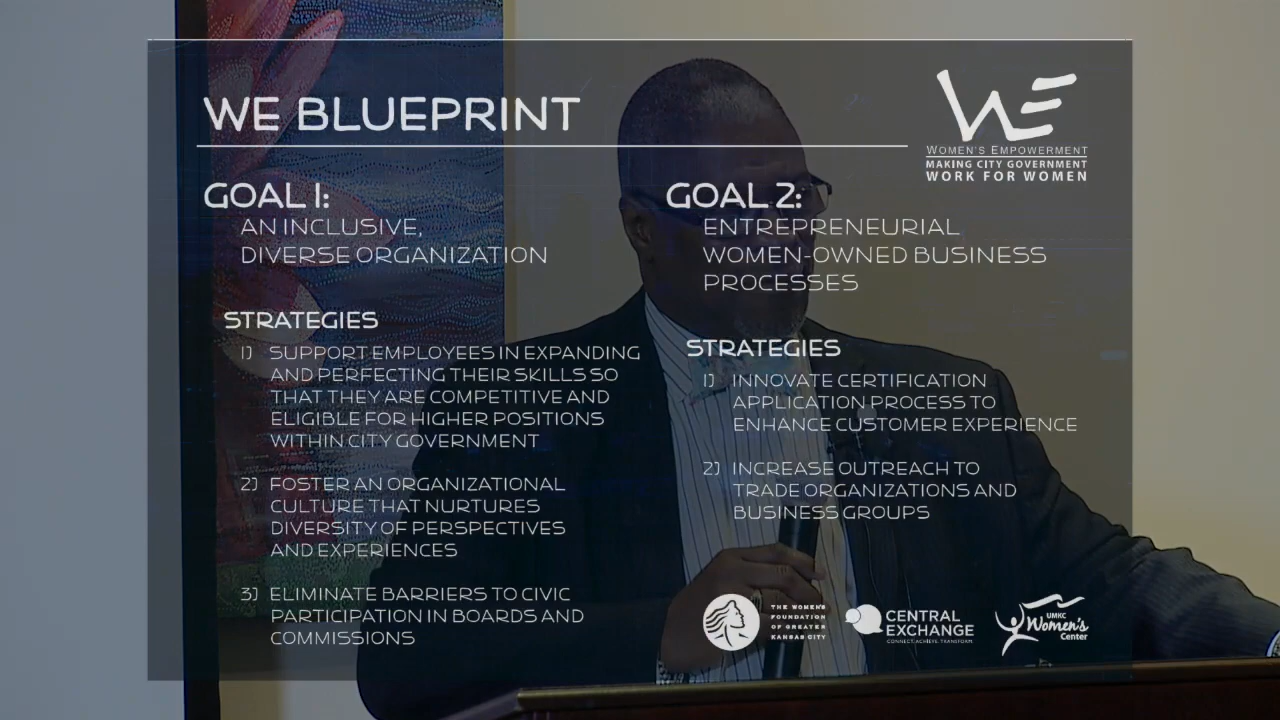 WE BLUEPRINT
WE
WOMEN'S EMPOWERMENT
MAKING CITY GOVERNMENT
WORK FOR WOMEN
GOAL 1:
AN INCLUSIVE,
DIVERSE ORGANIZATION
STRATEGIES
1) SUPPORT EMPLOYEES IN EXPANDING
AND PERFECTING THEIR SKILLS SO
THAT THEY ARE COMPETITIVE AND
ELIGIBLE FOR HIGHER POSITIONS
WITHIN CITY GOVERNMENT
2) FOSTER AN ORGANIZATIONAL
CULTURE THAT NURTURES
DIVERSITY OF PERSPECTIVES
AND EXPERIENCES
3) ELIMINATE BARRIERS TO CIVIC
PARTICIPATION IN BOARDS AND
COMMISSIONS
GOAL 2:
ENTREPRENEURIAL
WOMEN-OWNED BUSINESS
PROCESSES
STRATEGIES
1) INNOVATE CERTIFICATION
APPLICATION PROCESS TO
ENHANCE CUSTOMER EXPERIENCE
2) INCREASE OUTREACH TO
TRADE ORGANIZATIONS AND
BUSINESS GROUPS
THE WOMEN'S
FOUNDATION
OF GREATER
KANSAS CITY
CENTRAL
EXCHANGE
CONNECT. ACHIEVE. TRANSFORM.
UMKC
Women's
Center